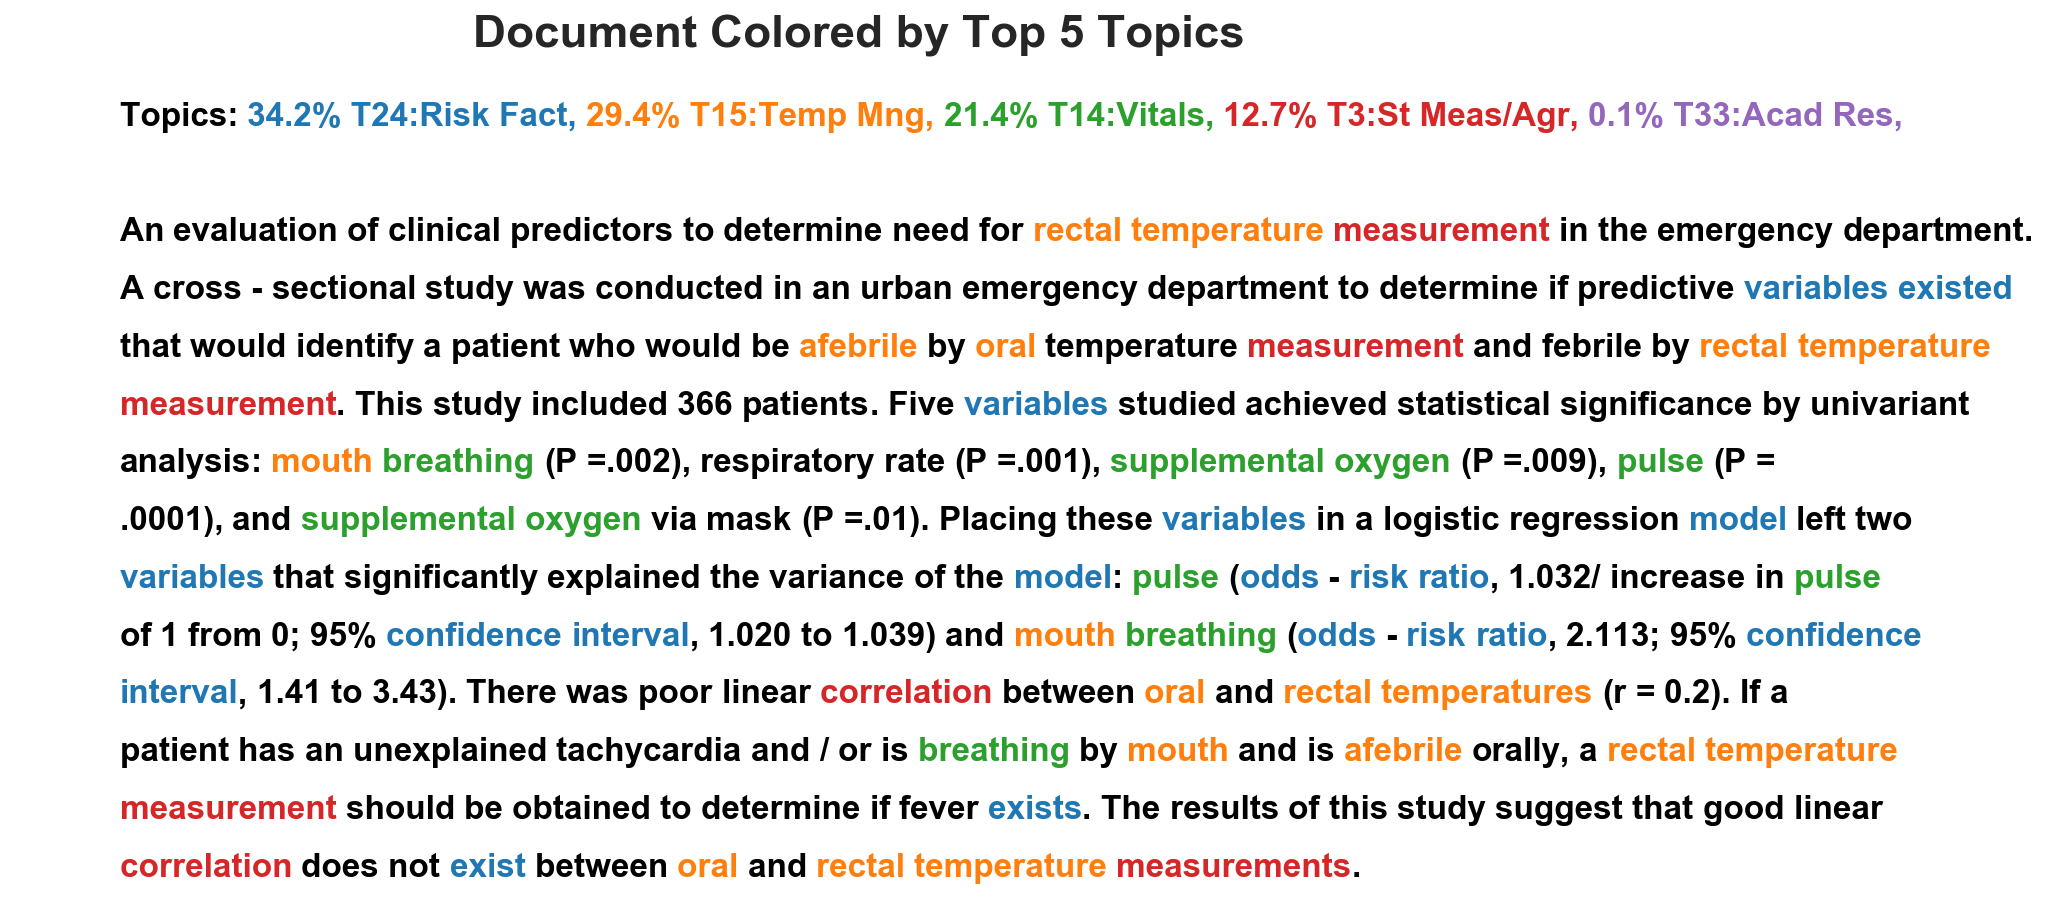 Document Colored by Top 5 Topics
Topics: 34.2% T24:Risk Fact, 29.4% T15:Temp Mng, 21.4% T14:Vitals, 12.7% T3:St Meas/Agr, 0.1% T33:Acad Res,
An evaluation of clinical predictors to determine need for rectal temperature measurement in the emergency department.
A cross - sectional study was conducted in an urban emergency department to determine if predictive variables existed
that would identify a patient who would be afebrile by oral temperature measurement and febrile by rectal temperature
measurement. This study included 366 patients. Five variables studied achieved statistical significance by univariant
analysis: mouth breathing (P =.002), respiratory rate (P =.001), supplemental oxygen (P =.009), pulse (P =
.0001), and supplemental oxygen via mask (P =.01). Placing these variables in a logistic regression model left two
variables that significantly explained the variance of the model: pulse (odds - risk ratio, 1.032/ increase in pulse
of 1 from 0; 95% confidence interval, 1.020 to 1.039) and mouth breathing (odds - risk ratio, 2.113; 95% confidence
interval, 1.41 to 3.43). There was poor linear correlation between oral and rectal temperatures (r = 0.2). If a
patient has an unexplained tachycardia and / or is breathing by mouth and is afebrile orally, a rectal temperature
measurement should be obtained to determine if fever exists. The results of this study suggest that good linear
correlation does not exist between oral and rectal temperature measurements.